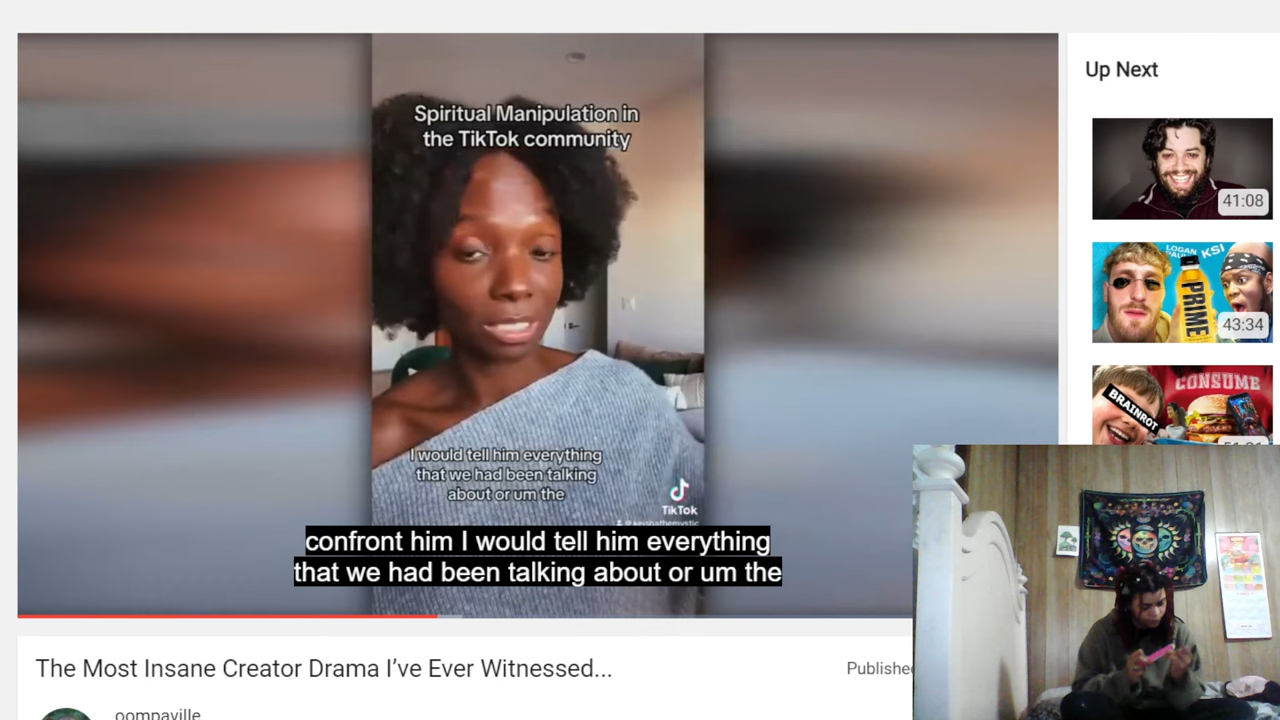 Up Next
Spiritual Manipulation in
the TikTok community
41:08
LOGAN
PAUL
KSI
PRIME
43:34
CONSUME
BRAINROT
I would tell him everything
that we had been talking
about or um the
TikTok
@keishathemystic
confront him I would tell him everything
that we had been talking about or um the
The Most Insane Creator Drama I’ve Ever Witnessed...
Published
oompaville